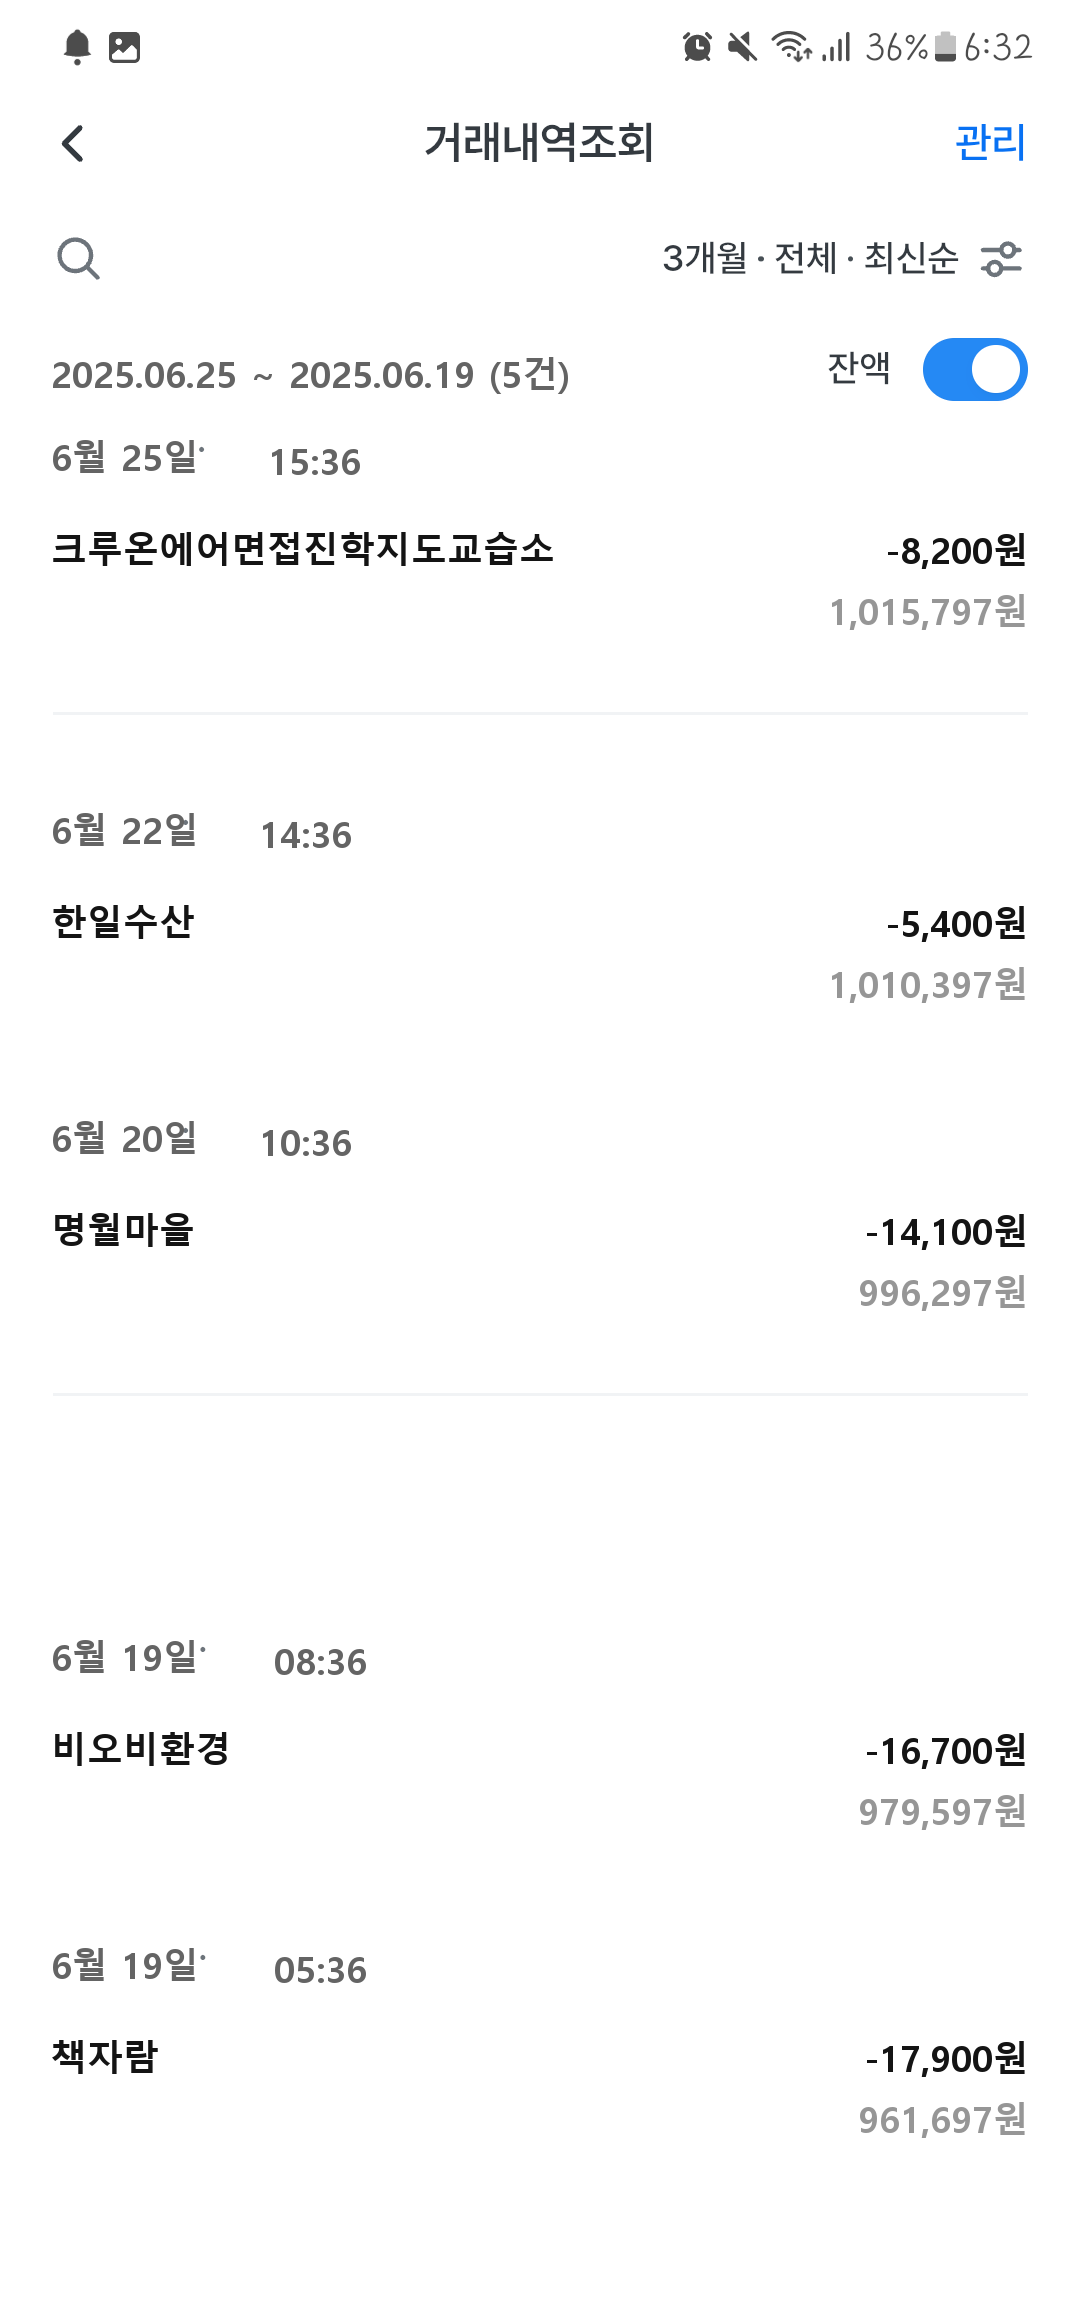 36% 6:32
거래내역조회 관리
3개월 · 전체 · 최신순
2025.06.25 ~ 2025.06.19 (5건) 잔액
6월 25일· 15:36
크루온에어면접진학지도교습소 -8,200원
1,015,797원
6월 22일 14:36
한일수산 -5,400원
1,010,397원
6월 20일 10:36
명월마을 -14,100원
996,297원
6월 19일· 08:36
비오비환경 -16,700원
979,597원
6월 19일· 05:36
책자람 -17,900원
961,697원